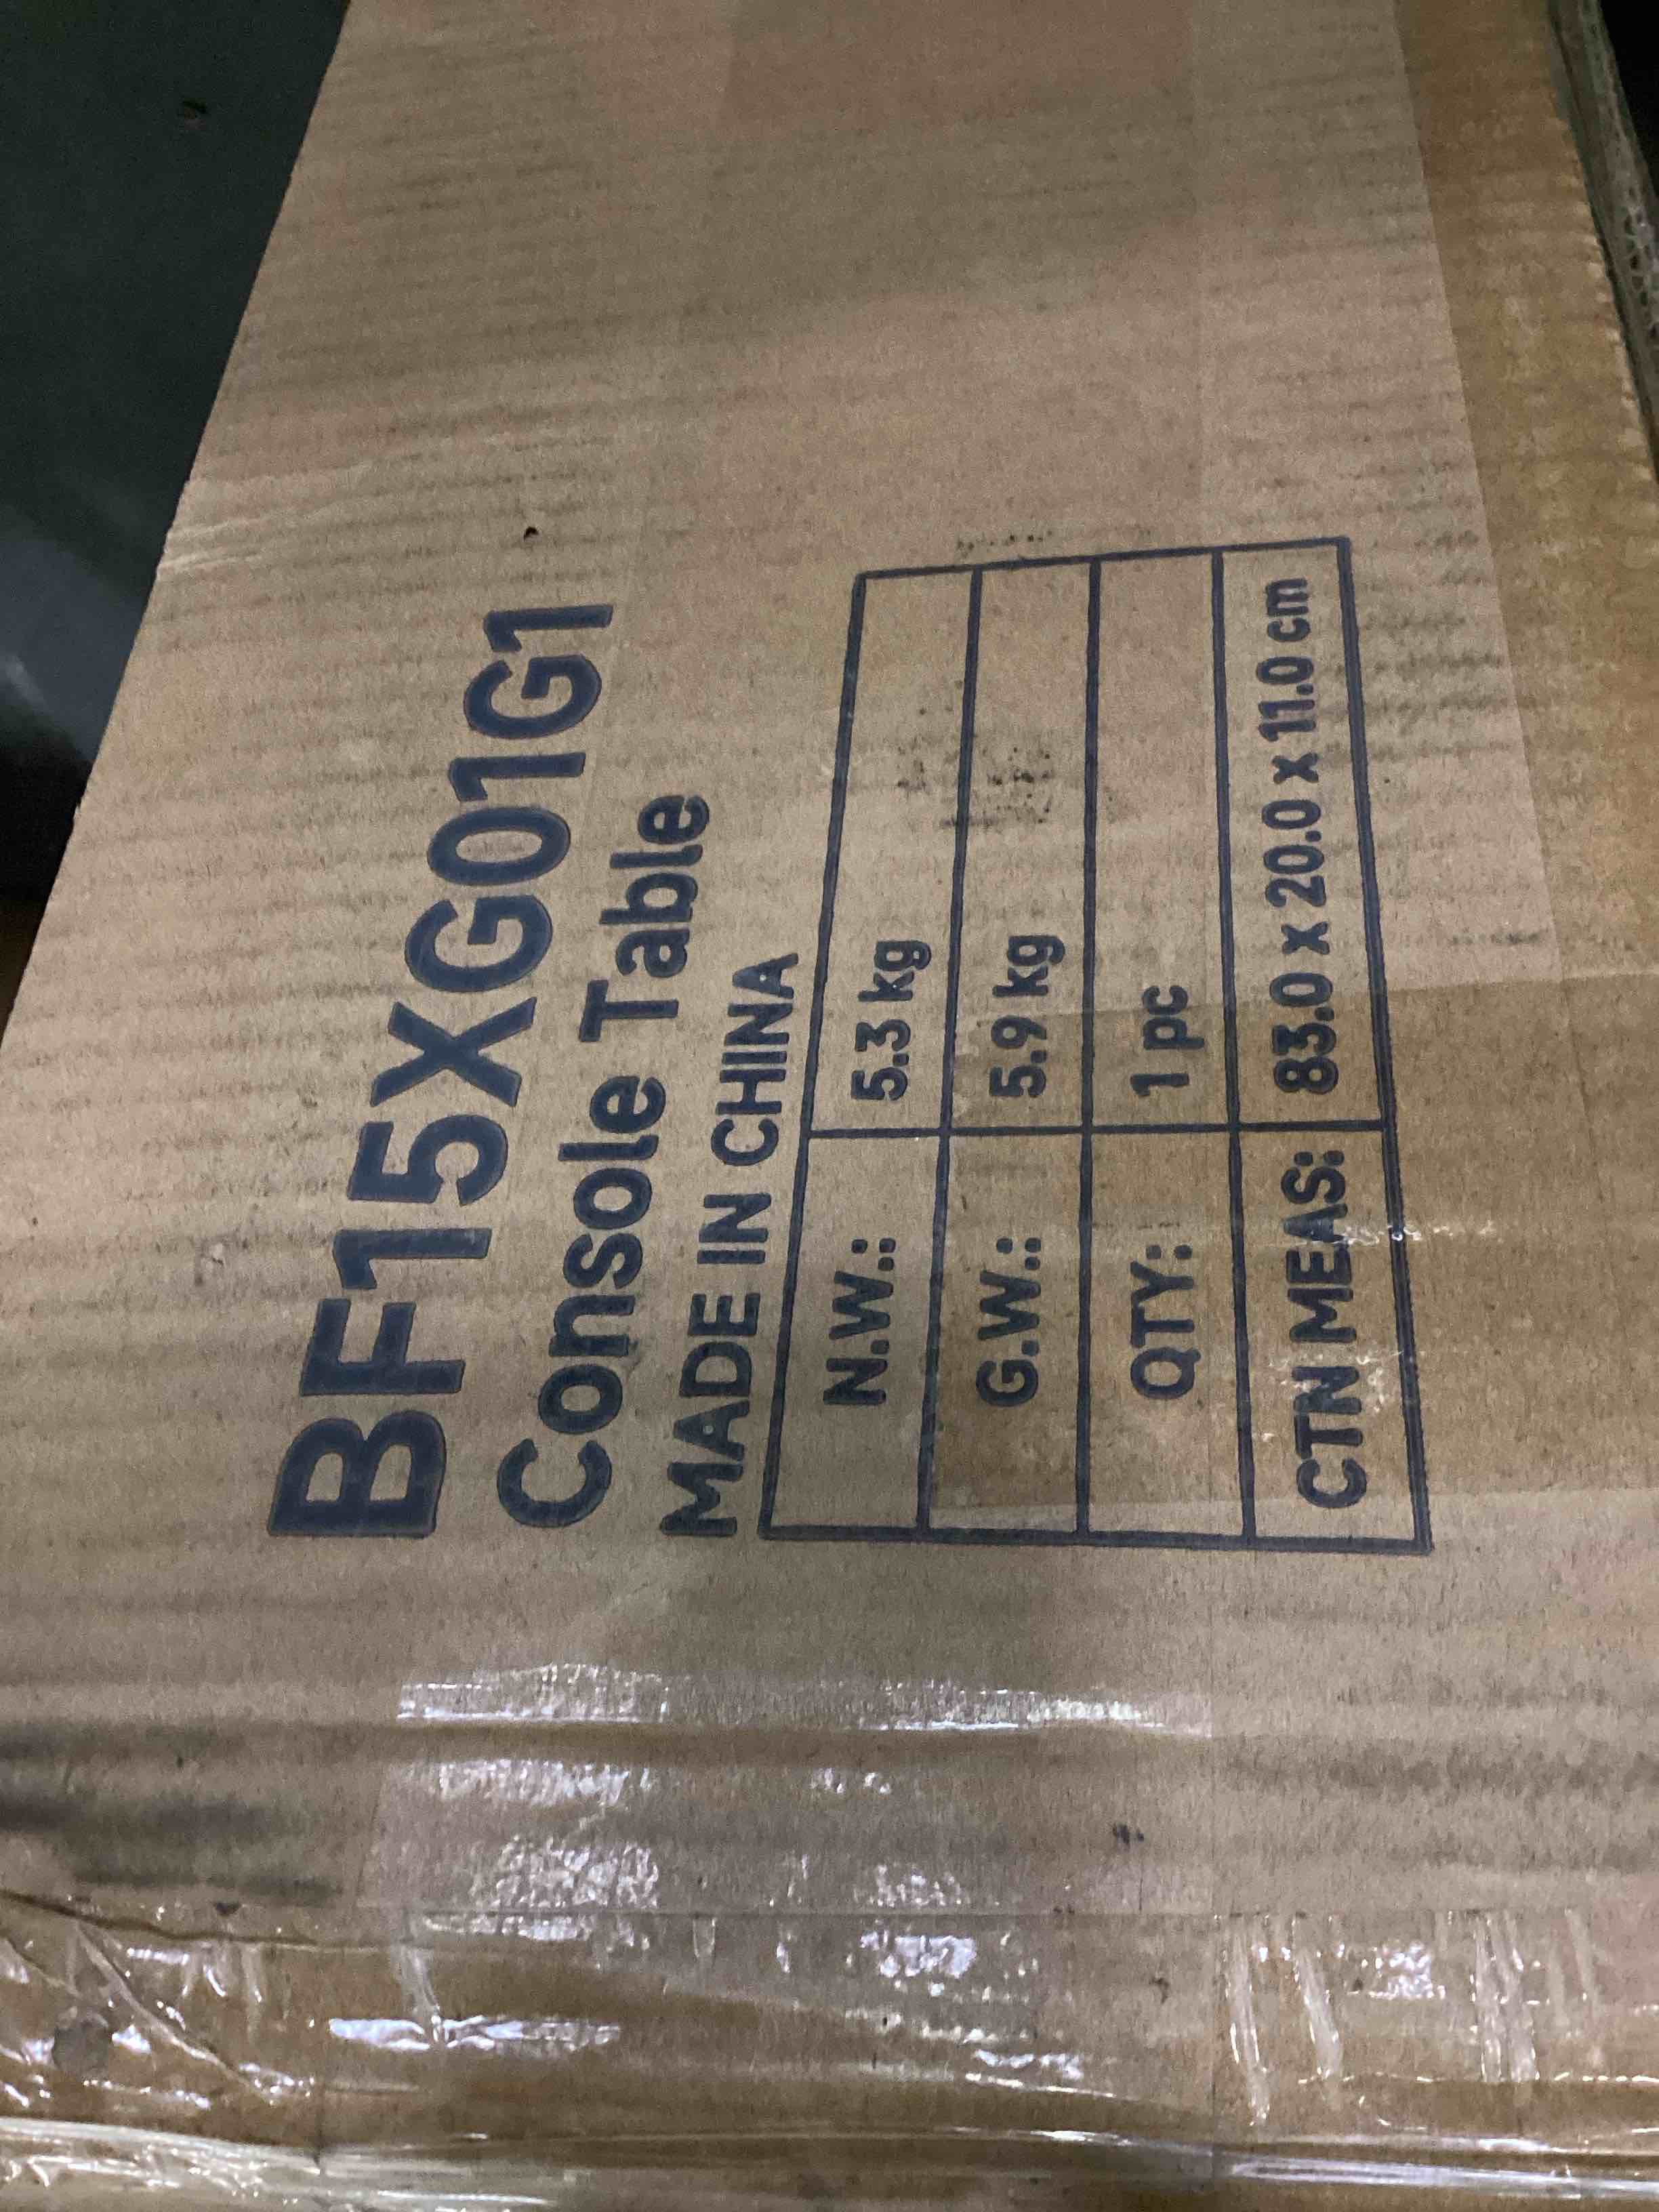 BF15XG01G1
Console Table
MADE IN CHINA
N.W.: 5.3 kg
G.W.: 5.9 kg
QTY: 1 pc
CTN MEAS: 83.0 x 20.0 x 11.0 cm